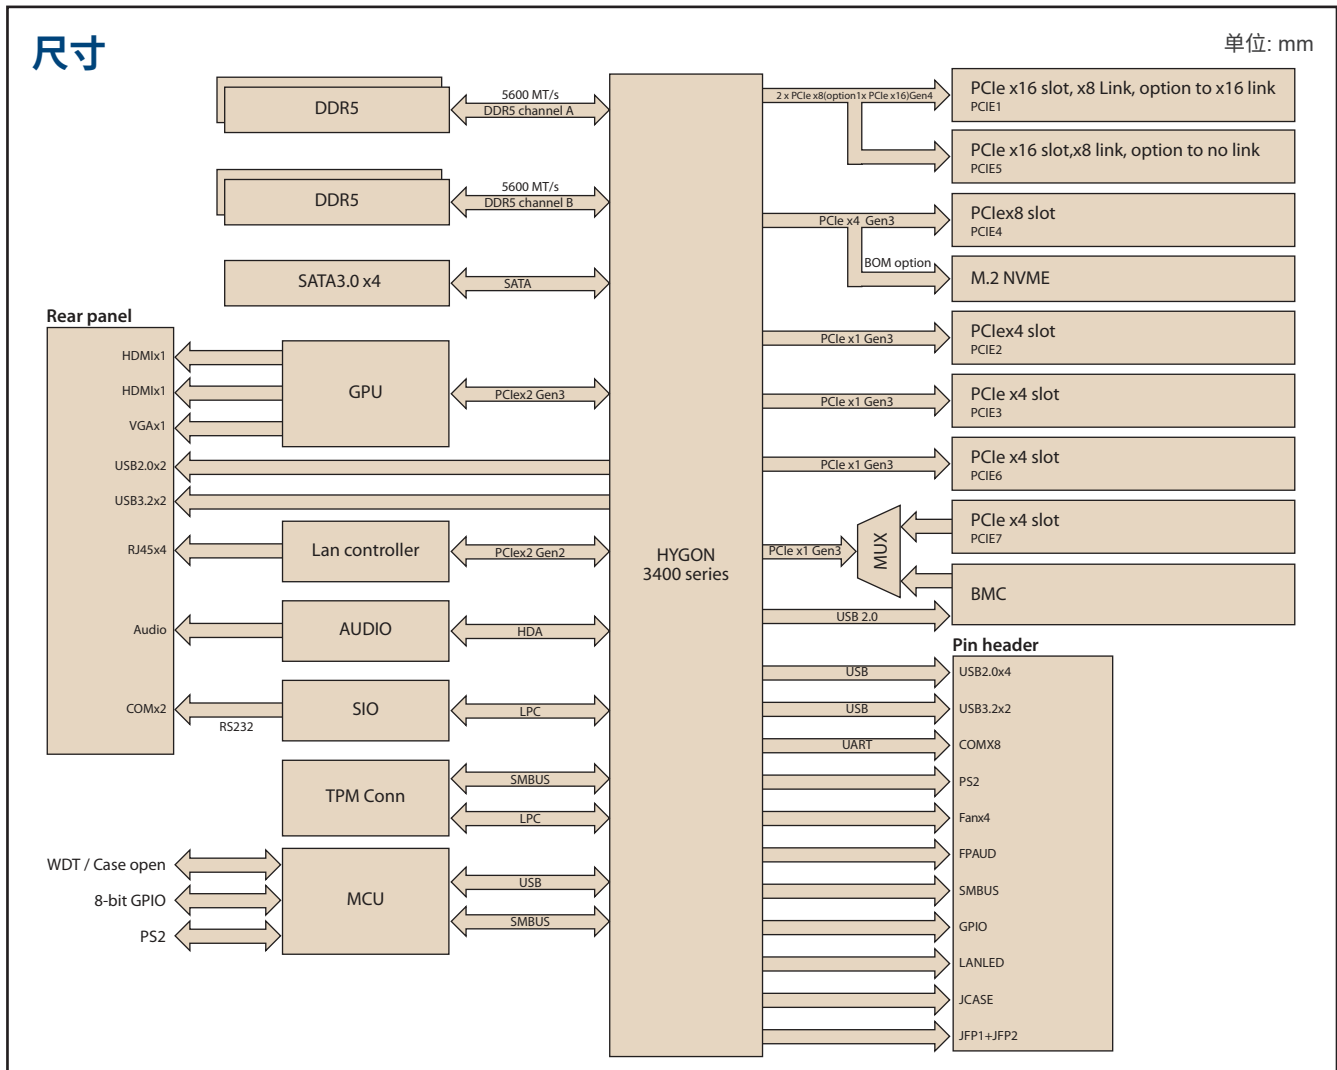 尺寸
单位: mm
DDR5
5600 MT/s
DDR5 channel A
DDR5
5600 MT/s
DDR5 channel B
SATA3.0 x4
SATA
Rear panel
HDMIx1
HDMIx1
VGAx1
USB2.0x2
USB3.2x2
RJ45x4
Audio
COMx2
GPU
PCIex2 Gen3
Lan controller
PCIex2 Gen2
AUDIO
HDA
SIO
RS232
LPC
TPM Conn
SMBUS
LPC
WDT / Case open
8-bit GPIO
PS2
MCU
USB
SMBUS
HYGON
3400 series
2 x PCIe x8(option1x PCIe x16)Gen4
PCIe x16 slot, x8 Link, option to x16 link
PCIE1
PCIe x16 slot,x8 link, option to no link
PCIE5
PCIe x4 Gen3
PCIex8 slot
PCIE4
BOM option
M.2 NVME
PCIe x1 Gen3
PCIex4 slot
PCIE2
PCIe x1 Gen3
PCIe x4 slot
PCIE3
PCIe x1 Gen3
PCIe x4 slot
PCIE6
PCIe x1 Gen3
MUX
PCIe x4 slot
PCIE7
BMC
USB 2.0
Pin header
USB
USB2.0x4
USB
USB3.2x2
UART
COMX8
PS2
Fanx4
FPAUD
SMBUS
GPIO
LANLED
JCASE
JFP1+JFP2